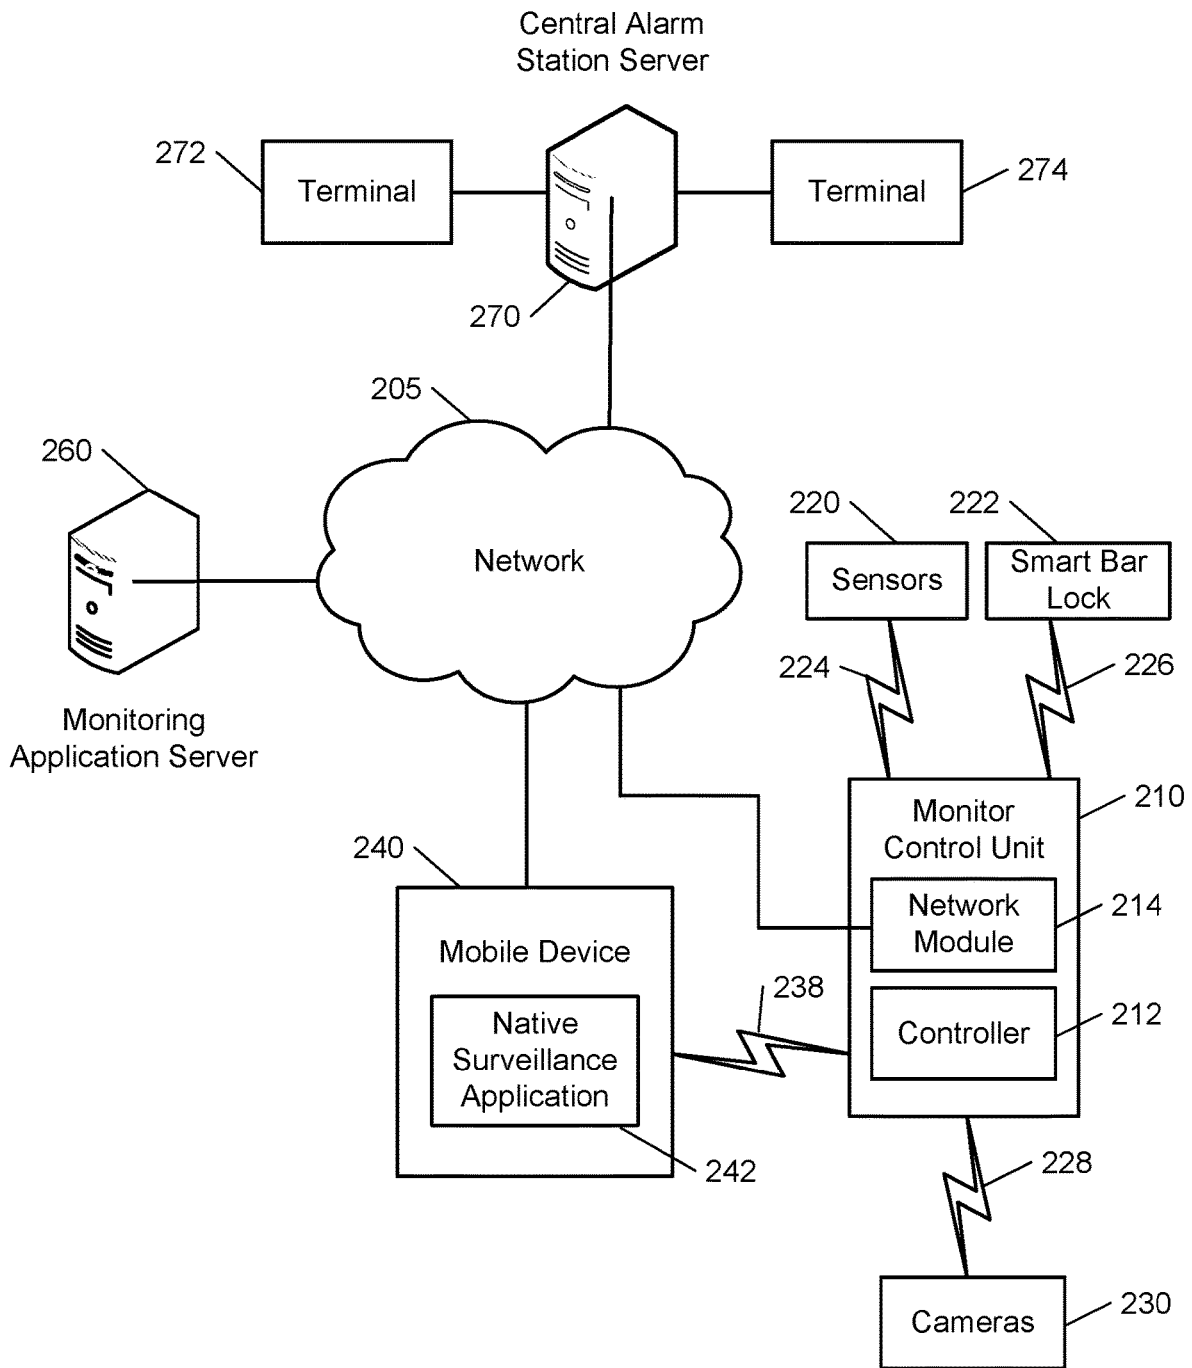 Central Alarm
Station Server
272
Terminal
Terminal
274
270
205
260
Network
220
222
Sensors
Smart Bar
Lock
224
226
Monitoring
Application Server
210
Monitor
Control Unit
240
Network
Module
214
Mobile Device
238
Controller
212
Native
Surveillance
Application
242
228
Cameras
230